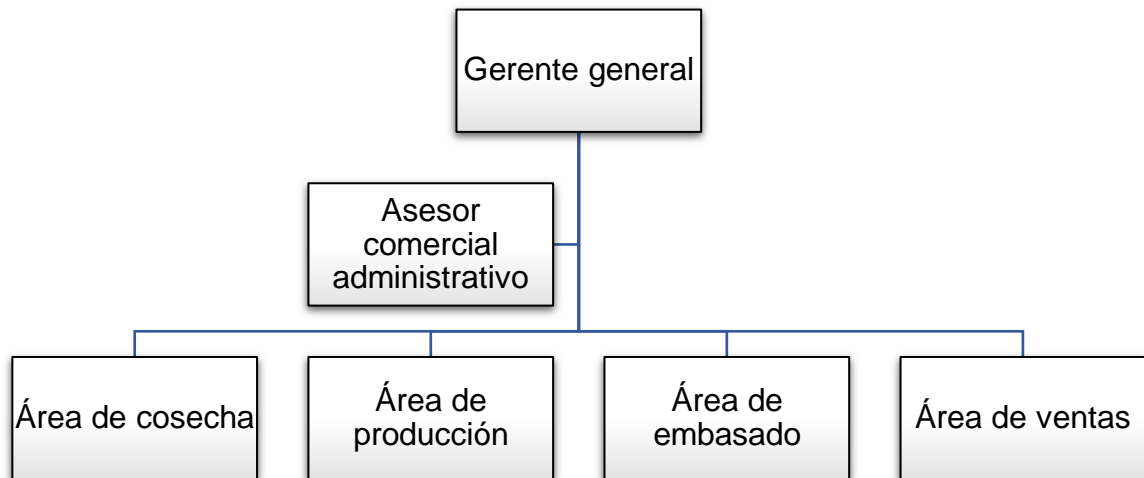 Gerente general
Asesor
comercial
administrativo
Área de cosecha
Área de
producción
Área de
embasado
Área de ventas